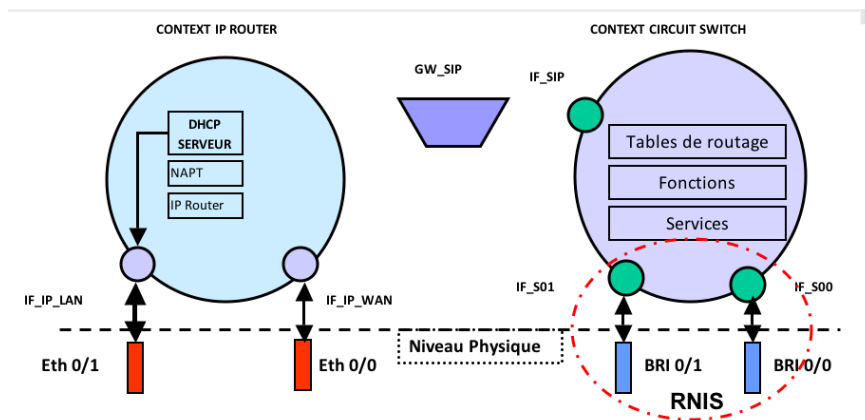 CONTEXT IP ROUTER
CONTEXT CIRCUIT SWITCH
GW_SIP
IF_SIP
DHCP
SERVEUR
NAPT
IP Router
Tables de routage
Fonctions
Services
IF_IP_LAN
IF_IP_WAN
IF_S01
IF_S00
Niveau Physique
Eth 0/1
Eth 0/0
BRI 0/1
BRI 0/0
RNIS